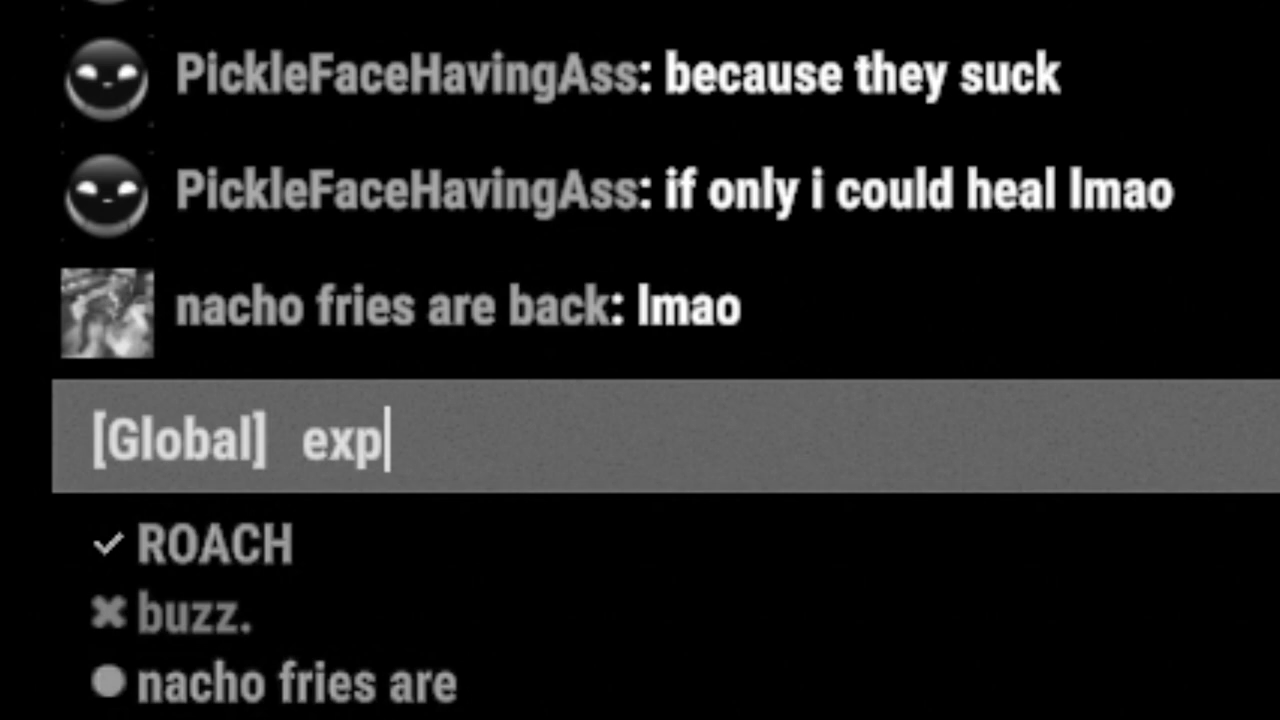 PickleFaceHavingAss: because they suck
PickleFaceHavingAss: if only i could heal lmao
nacho fries are back: lmao
[Global] exp
ROACH
buzz.
nacho fries are